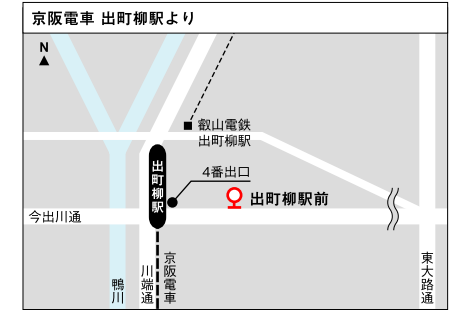 京阪電車 出町柳駅より
N
叡山電鉄
出町柳駅
出町柳駅
4番出口
出町柳駅前
今出川通
鴨川
川端通
京阪電車
東大路通